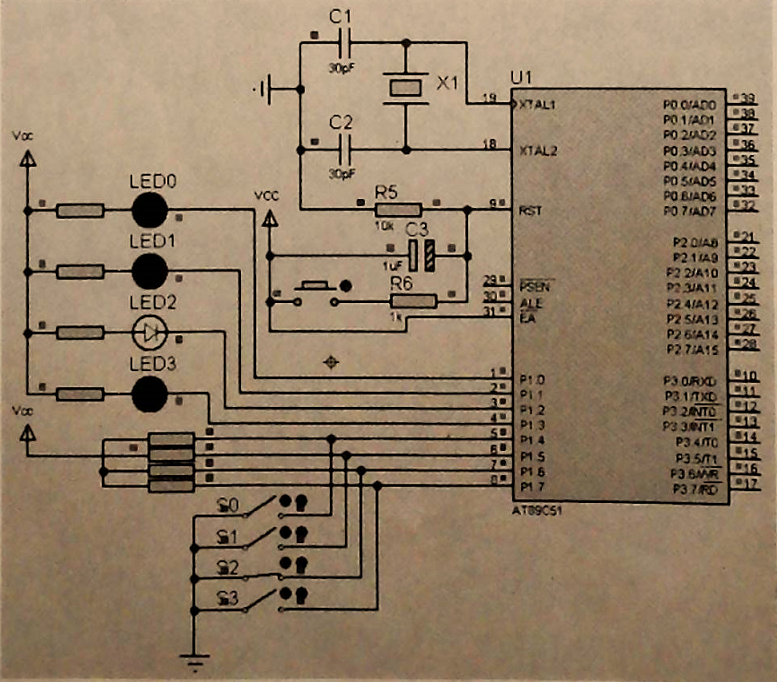 C1
30pF
X1
C2
30pF
U1
19 XTAL1
18 XTAL2
9 RST
29 PSEN
30 ALE
31 EA
1 P1.0
2 P1.1
3 P1.2
4 P1.3
5 P1.4
6 P1.5
7 P1.6
8 P1.7
P0.0/AD0 39
P0.1/AD1 38
P0.2/AD2 37
P0.3/AD3 36
P0.4/AD4 35
P0.5/AD5 34
P0.6/AD6 33
P0.7/AD7 32
P2.0/A8 21
P2.1/A9 22
P2.2/A10 23
P2.3/A11 24
P2.4/A12 25
P2.5/A13 26
P2.6/A14 27
P2.7/A15 28
P3.0/RXD 10
P3.1/TXD 11
P3.2/INT0 12
P3.3/INT1 13
P3.4/T0 14
P3.5/T1 15
P3.6/WR 16
P3.7/RD 17
AT89C51
Vcc
LED0
LED1
LED2
LED3
Vcc
VCC
R5
10k
C3
1uF
R6
1k
S0
S1
S2
S3